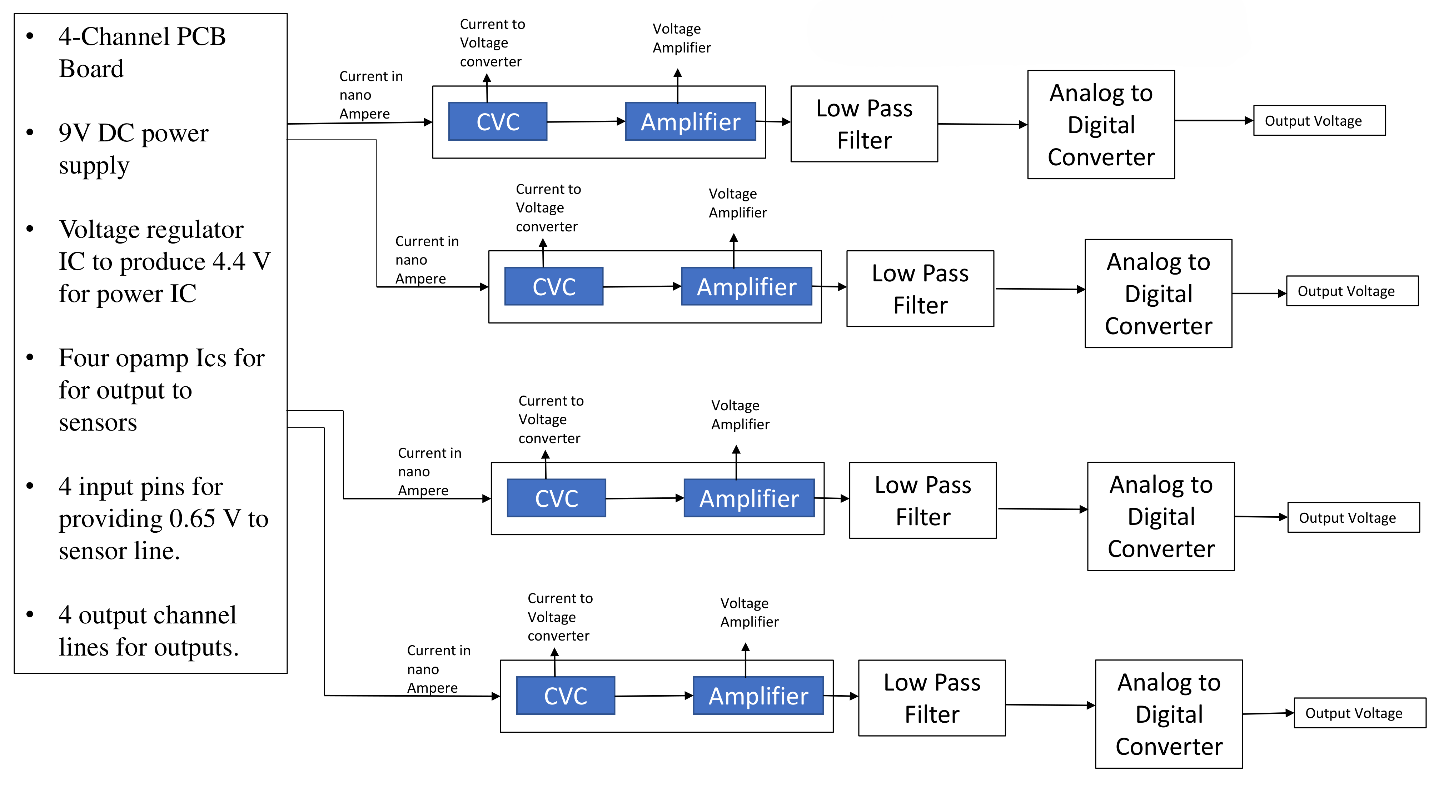 • 4-Channel PCB
Board
• 9V DC power
supply
• Voltage regulator
IC to produce 4.4 V
for power IC
• Four opamp Ics for
for output to
sensors
• 4 input pins for
providing 0.65 V to
sensor line.
• 4 output channel
lines for outputs.
Current in
nano
Ampere
Current to
Voltage
converter
CVC
Voltage
Amplifier
Amplifier
Low Pass
Filter
Analog to
Digital
Converter
Output Voltage
Current in
nano
Ampere
Current to
Voltage
converter
CVC
Voltage
Amplifier
Amplifier
Low Pass
Filter
Analog to
Digital
Converter
Output Voltage
Current in
nano
Ampere
Current to
Voltage
converter
CVC
Voltage
Amplifier
Amplifier
Low Pass
Filter
Analog to
Digital
Converter
Output Voltage
Current in
nano
Ampere
Current to
Voltage
converter
CVC
Voltage
Amplifier
Amplifier
Low Pass
Filter
Analog to
Digital
Converter
Output Voltage